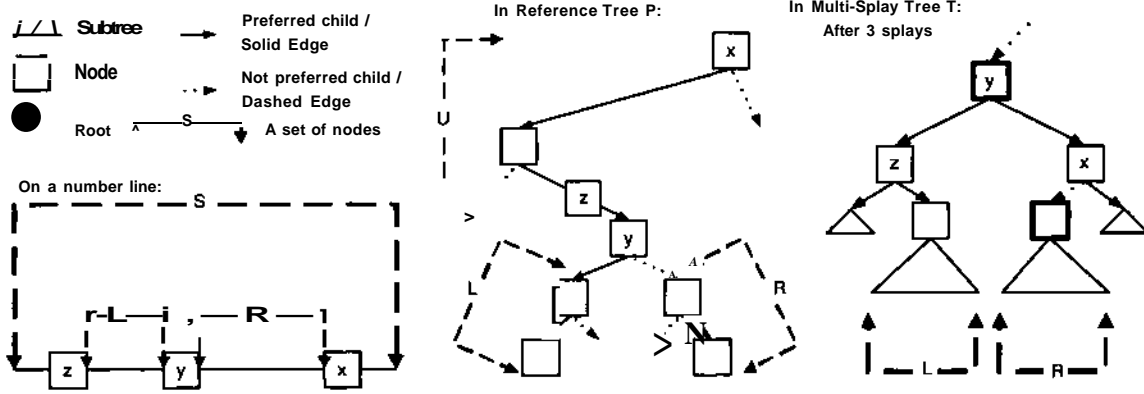 Subtree
Preferred child /
Solid Edge
Node
Not preferred child /
Dashed Edge
Root
S
A set of nodes
On a number line:
S
r-L—i , — R —
z
y
x
In Reference Tree P:
x
U
z
>
y
A
A
L
R
> N
In Multi-Splay Tree T:
After 3 splays
y
z
x
L
R